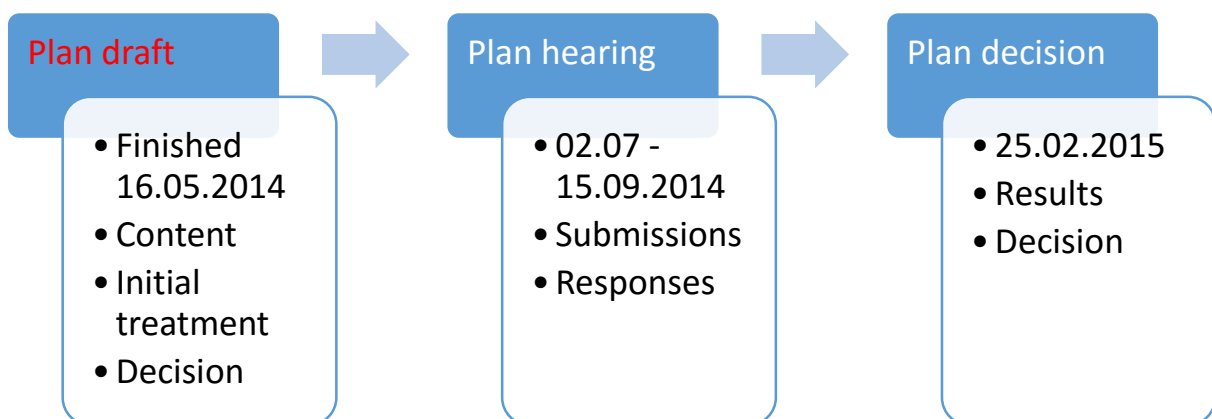 Plan draft
• Finished
16.05.2014
• Content
• Initial
treatment
• Decision
Plan hearing
• 02.07 -
15.09.2014
• Submissions
• Responses
Plan decision
• 25.02.2015
• Results
• Decision